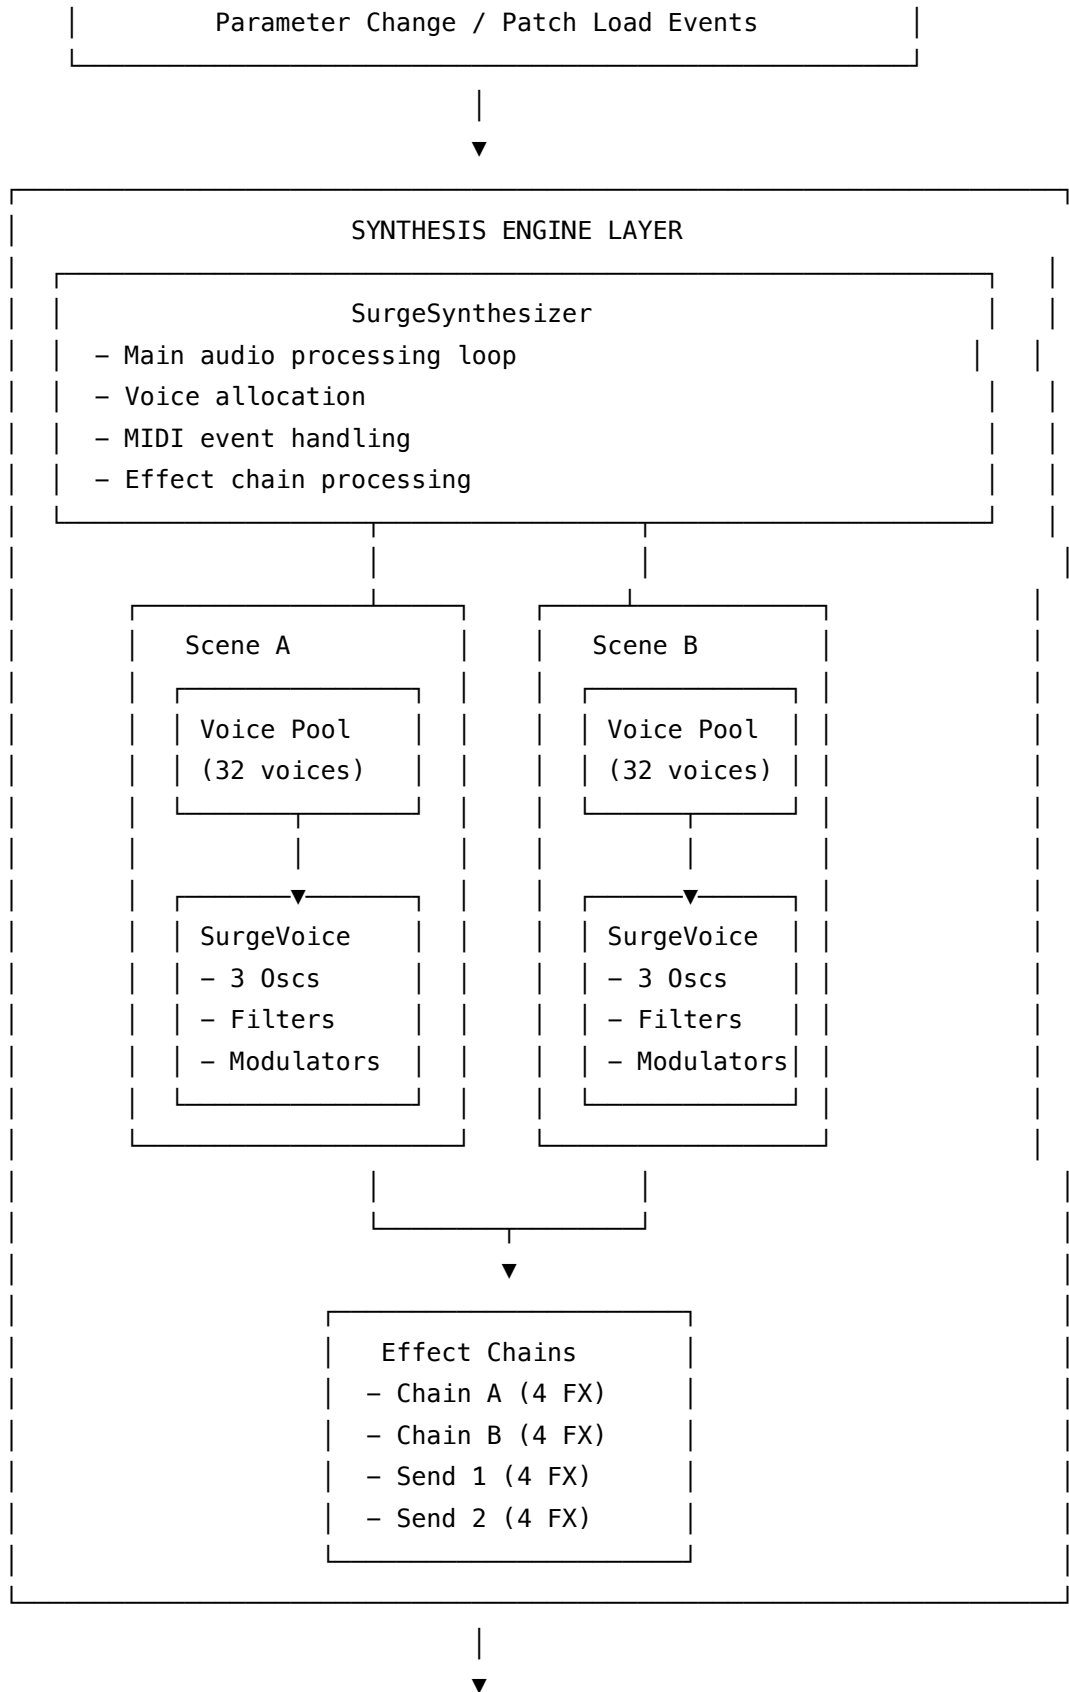 Parameter Change / Patch Load Events
SYNTHESIS ENGINE LAYER
SurgeSynthesizer
– Main audio processing loop
– Voice allocation
– MIDI event handling
– Effect chain processing
Scene A Scene B
Voice Pool Voice Pool
(32 voices) (32 voices)
SurgeVoice SurgeVoice
– 3 Oscs – 3 Oscs
– Filters – Filters
– Modulators – Modulators
Effect Chains
– Chain A (4 FX)
– Chain B (4 FX)
– Send 1 (4 FX)
– Send 2 (4 FX)